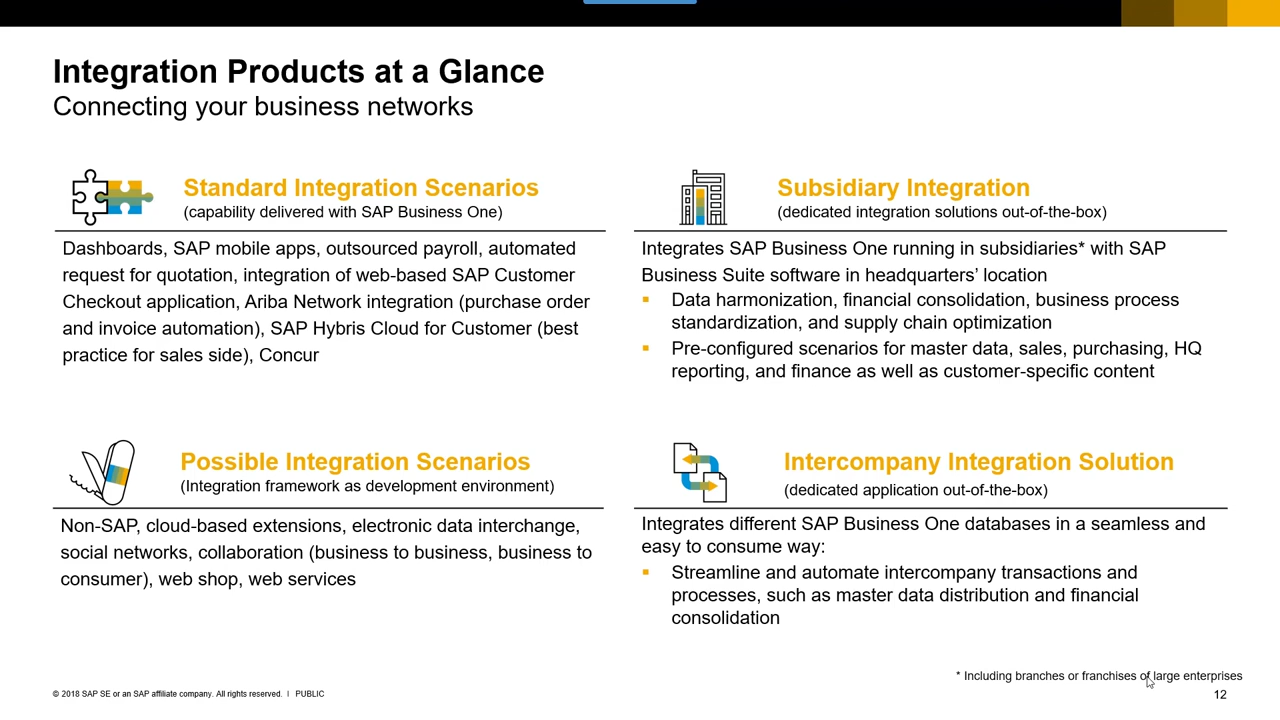 Integration Products at a Glance
Connecting your business networks
Standard Integration Scenarios
(capability delivered with SAP Business One)
Dashboards, SAP mobile apps, outsourced payroll, automated
request for quotation, integration of web-based SAP Customer
Checkout application, Ariba Network integration (purchase order
and invoice automation), SAP Hybris Cloud for Customer (best
practice for sales side), Concur
Subsidiary Integration
(dedicated integration solutions out-of-the-box)
Integrates SAP Business One running in subsidiaries* with SAP
Business Suite software in headquarters’ location
▪ Data harmonization, financial consolidation, business process
standardization, and supply chain optimization
▪ Pre-configured scenarios for master data, sales, purchasing, HQ
reporting, and finance as well as customer-specific content
Possible Integration Scenarios
(Integration framework as development environment)
Non-SAP, cloud-based extensions, electronic data interchange,
social networks, collaboration (business to business, business to
consumer), web shop, web services
Intercompany Integration Solution
(dedicated application out-of-the-box)
Integrates different SAP Business One databases in a seamless and
easy to consume way:
▪ Streamline and automate intercompany transactions and
processes, such as master data distribution and financial
consolidation
* Including branches or franchises of large enterprises
© 2018 SAP SE or an SAP affiliate company. All rights reserved. ǀ PUBLIC
12